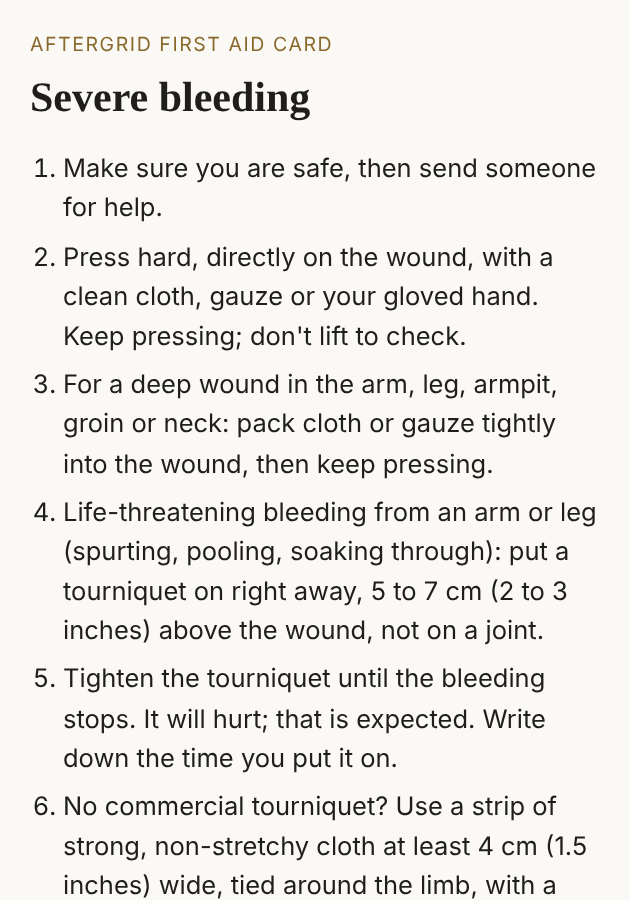 AFTERGRID FIRST AID CARD
Severe bleeding
1. Make sure you are safe, then send someone
for help.
2. Press hard, directly on the wound, with a
clean cloth, gauze or your gloved hand.
Keep pressing; don't lift to check.
3. For a deep wound in the arm, leg, armpit,
groin or neck: pack cloth or gauze tightly
into the wound, then keep pressing.
4. Life-threatening bleeding from an arm or leg
(spurting, pooling, soaking through): put a
tourniquet on right away, 5 to 7 cm (2 to 3
inches) above the wound, not on a joint.
5. Tighten the tourniquet until the bleeding
stops. It will hurt; that is expected. Write
down the time you put it on.
6. No commercial tourniquet? Use a strip of
strong, non-stretchy cloth at least 4 cm (1.5
inches) wide, tied around the limb, with a